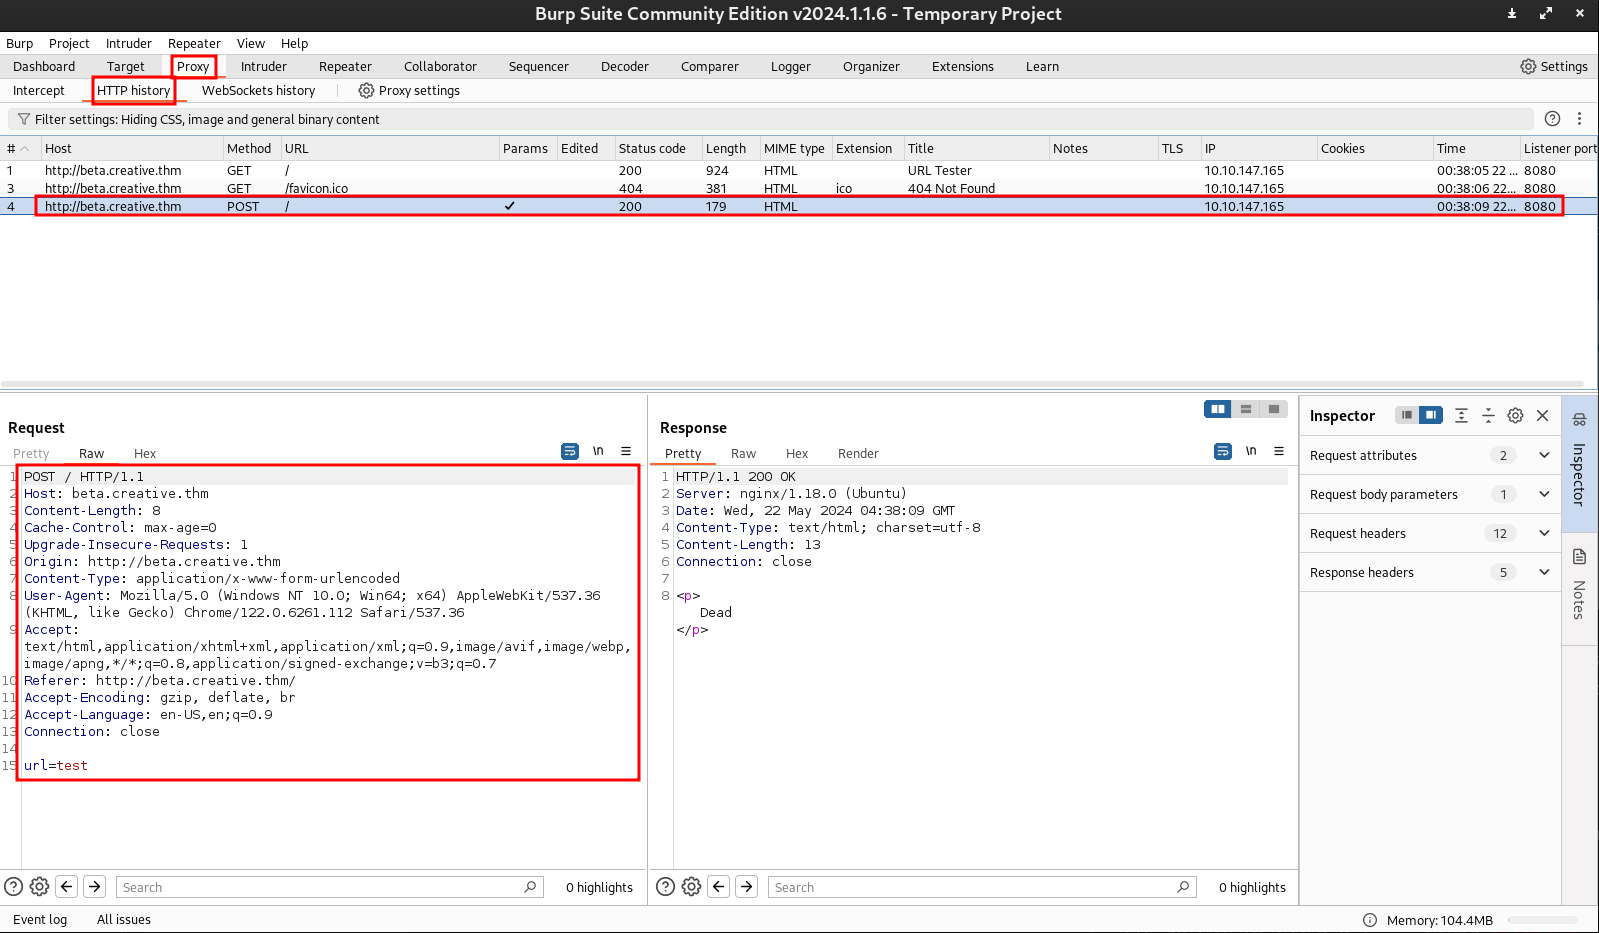 Burp Suite Community Edition v2024.1.1.6 - Temporary Project
Burp Project Intruder Repeater View Help
Dashboard Target Proxy Intruder Repeater Collaborator Sequencer Decoder Comparer Logger Organizer Extensions Learn Settings
Intercept HTTP history WebSockets history Proxy settings
Filter settings: Hiding CSS, image and general binary content
# Host Method URL Params Edited Status code Length MIME type Extension Title Notes TLS IP Cookies Time Listener port
1 http://beta.creative.thm GET / 200 924 HTML URL Tester 10.10.147.165 00:38:05 22 ... 8080
3 http://beta.creative.thm GET /favicon.ico 404 381 HTML ico 404 Not Found 10.10.147.165 00:38:06 22 ... 8080
4 http://beta.creative.thm POST / ✓ 200 179 HTML 10.10.147.165 00:38:09 22... 8080
Request
Pretty Raw Hex \n
1 POST / HTTP/1.1
2 Host: beta.creative.thm
3 Content-Length: 8
4 Cache-Control: max-age=0
5 Upgrade-Insecure-Requests: 1
6 Origin: http://beta.creative.thm
7 Content-Type: application/x-www-form-urlencoded
8 User-Agent: Mozilla/5.0 (Windows NT 10.0; Win64; x64) AppleWebKit/537.36
(KHTML, like Gecko) Chrome/122.0.6261.112 Safari/537.36
9 Accept:
text/html,application/xhtml+xml,application/xml;q=0.9,image/avif,image/webp,
image/apng,*/*;q=0.8,application/signed-exchange;v=b3;q=0.7
10 Referer: http://beta.creative.thm/
11 Accept-Encoding: gzip, deflate, br
12 Accept-Language: en-US,en;q=0.9
13 Connection: close
14
15 url=test
Search 0 highlights
Response
Pretty Raw Hex Render \n
1 HTTP/1.1 200 OK
2 Server: nginx/1.18.0 (Ubuntu)
3 Date: Wed, 22 May 2024 04:38:09 GMT
4 Content-Type: text/html; charset=utf-8
5 Content-Length: 13
6 Connection: close
7
8 <p>
Dead
</p>
Search 0 highlights
Inspector
Request attributes 2
Request body parameters 1
Request headers 12
Response headers 5
Inspector
Notes
Event log All issues Memory: 104.4MB